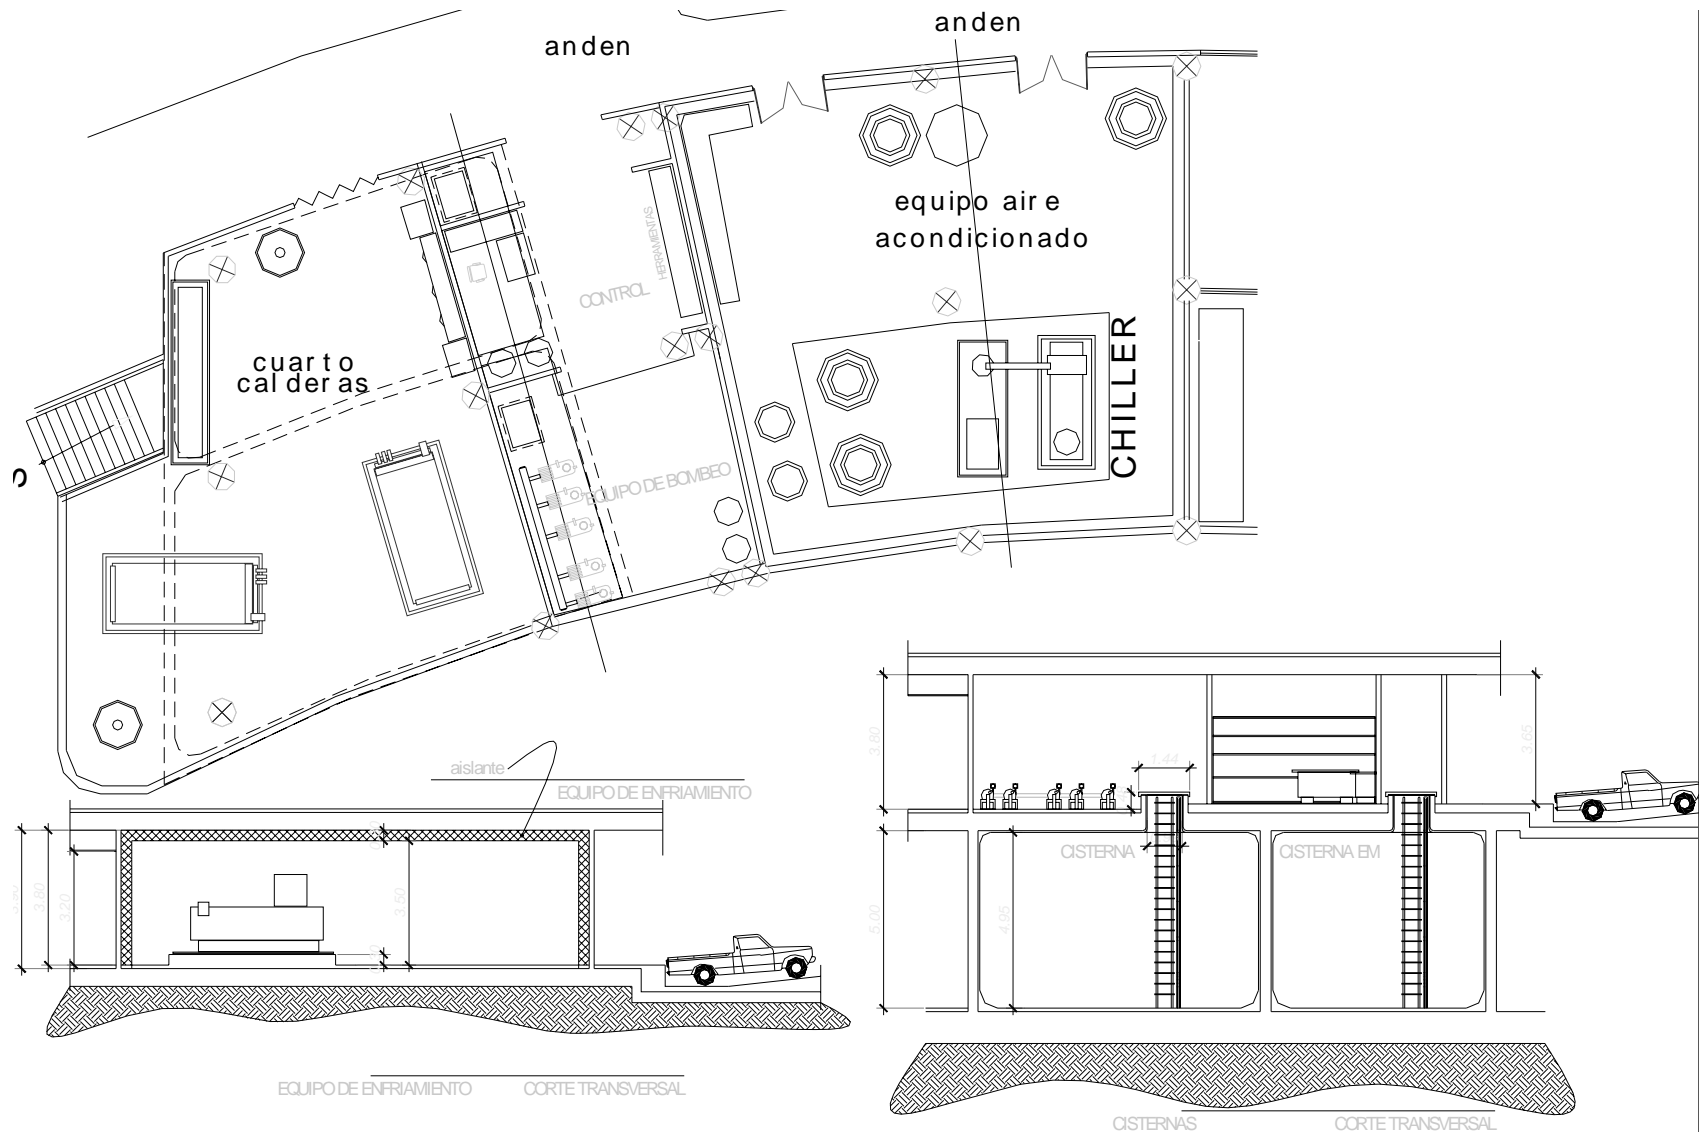 anden
anden
equipo aire
acondicionado
HERRAMIENTAS
CONTROL
CHILLER
cuarto
calderas
S
EQUIPO DE BOMBEO
aislante
EQUIPO DE ENFRIAMIENTO
3.80
3.20
3.50
3.80
1.44
3.65
CISTERNA
CISTERNA EM
5.00
4.95
EQUIPO DE ENFRIAMIENTO CORTE TRANSVERSAL
CISTERNAS CORTE TRANSVERSAL